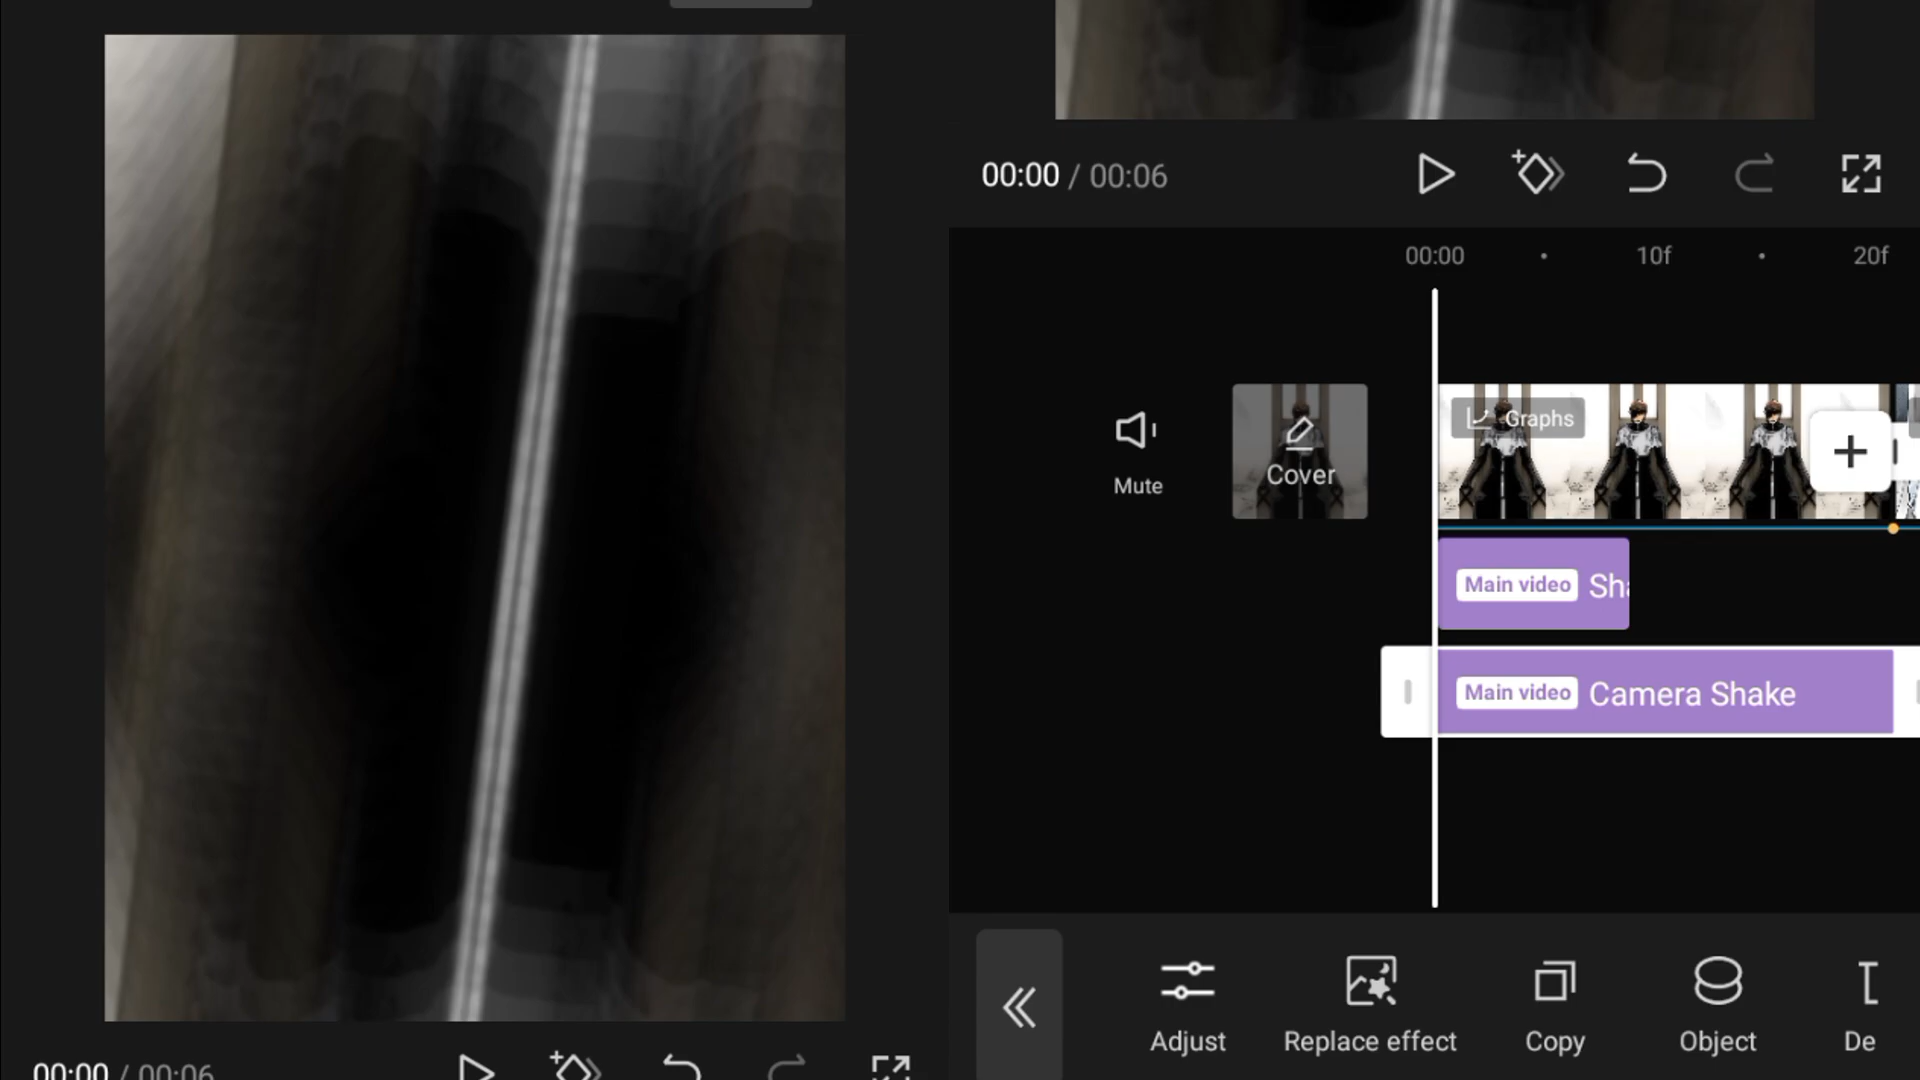 00:00 / 00:06
00:00 / 00:06
00:00
10f
20f
Mute
Cover
Graphs
Main video Sha
Main video Camera Shake
Adjust
Replace effect
Copy
Object
De